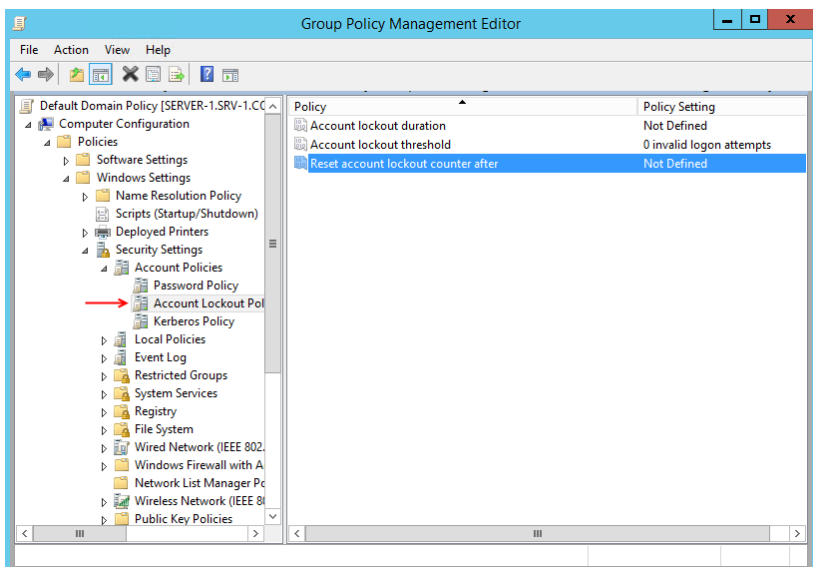 Group Policy Management Editor
File Action View Help
Default Domain Policy [SERVER-1.SRV-1.CC
Computer Configuration
Policies
Software Settings
Windows Settings
Name Resolution Policy
Scripts (Startup/Shutdown)
Deployed Printers
Security Settings
Account Policies
Password Policy
Account Lockout Pol
Kerberos Policy
Local Policies
Event Log
Restricted Groups
System Services
Registry
File System
Wired Network (IEEE 802.
Windows Firewall with A
Network List Manager Po
Wireless Network (IEEE 80
Public Key Policies
Policy Policy Setting
Account lockout duration Not Defined
Account lockout threshold 0 invalid logon attempts
Reset account lockout counter after Not Defined